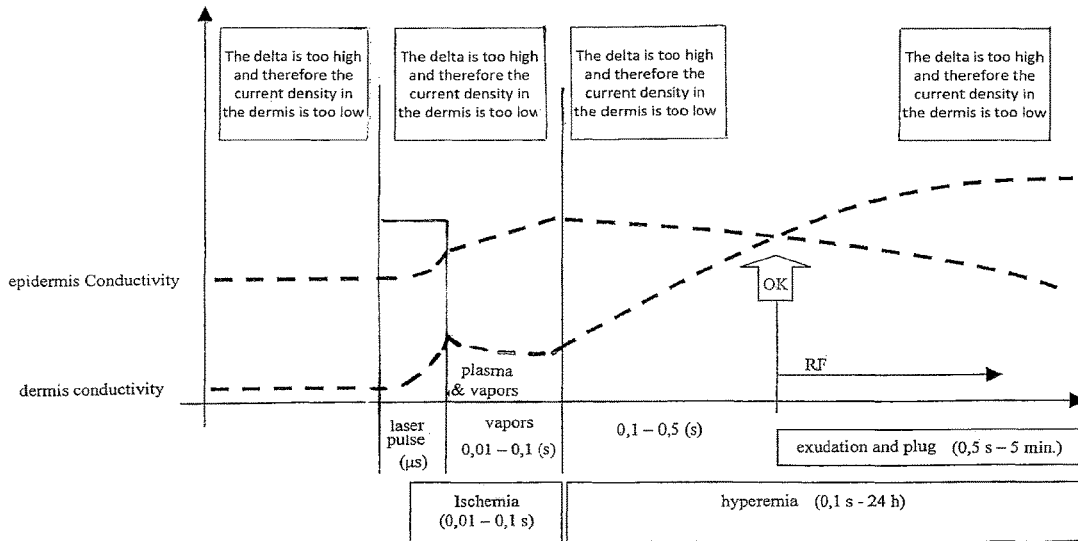 The delta is too high
and therefore the
current density in
the dermis is too low
The delta is too high
and therefore the
current density in
the dermis is too low
The delta is too high
and therefore the
current density in
the dermis is too low
The delta is too high
and therefore the
current density in
the dermis is too low
epidermis Conductivity
OK
dermis conductivity
plasma
& vapors
RF
laser
pulse
(µs)
vapors
0,01 – 0,1 (s)
0,1 – 0,5 (s)
exudation and plug (0,5 s – 5 min.)
Ischemia
(0,01 – 0,1 s)
hyperemia (0,1 s - 24 h)